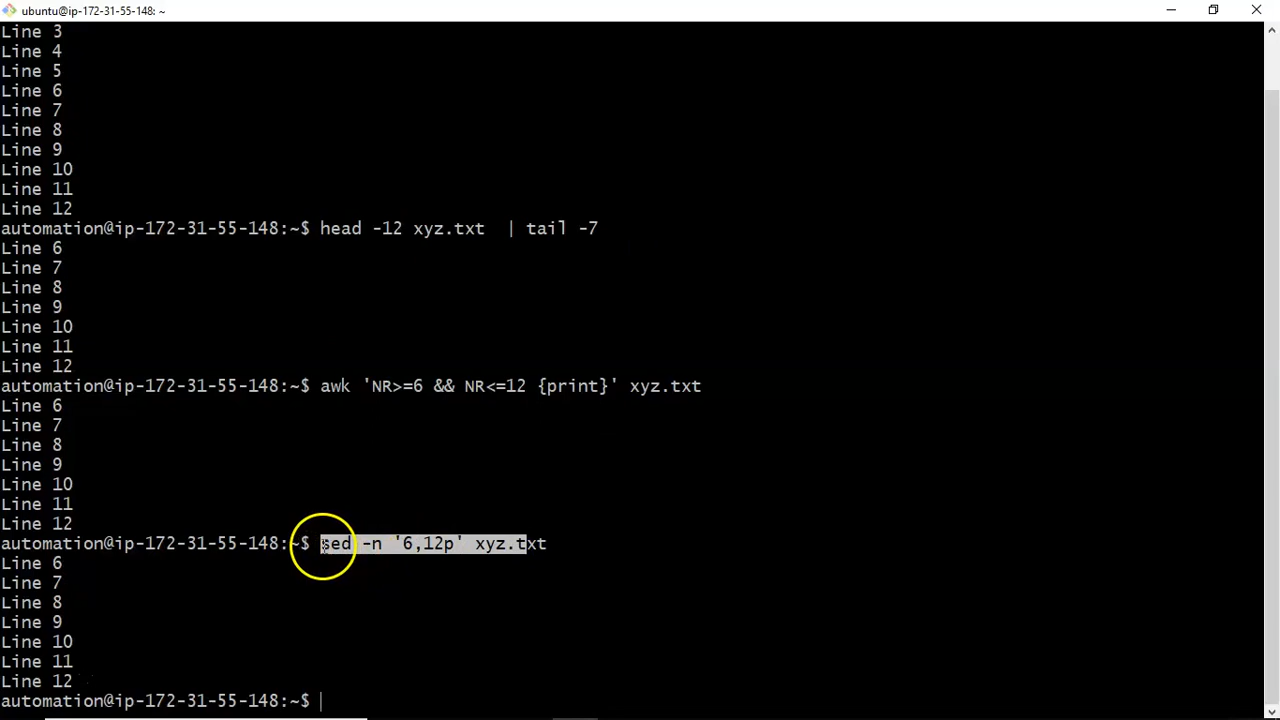 ubuntu@ip-172-31-55-148: ~
Line 3
Line 4
Line 5
Line 6
Line 7
Line 8
Line 9
Line 10
Line 11
Line 12
automation@ip-172-31-55-148:~$ head -12 xyz.txt  | tail -7
Line 6
Line 7
Line 8
Line 9
Line 10
Line 11
Line 12
automation@ip-172-31-55-148:~$ awk 'NR>=6 && NR<=12 {print}' xyz.txt
Line 6
Line 7
Line 8
Line 9
Line 10
Line 11
Line 12
automation@ip-172-31-55-148:~$ sed -n '6,12p' xyz.txt
Line 6
Line 7
Line 8
Line 9
Line 10
Line 11
Line 12
automation@ip-172-31-55-148:~$